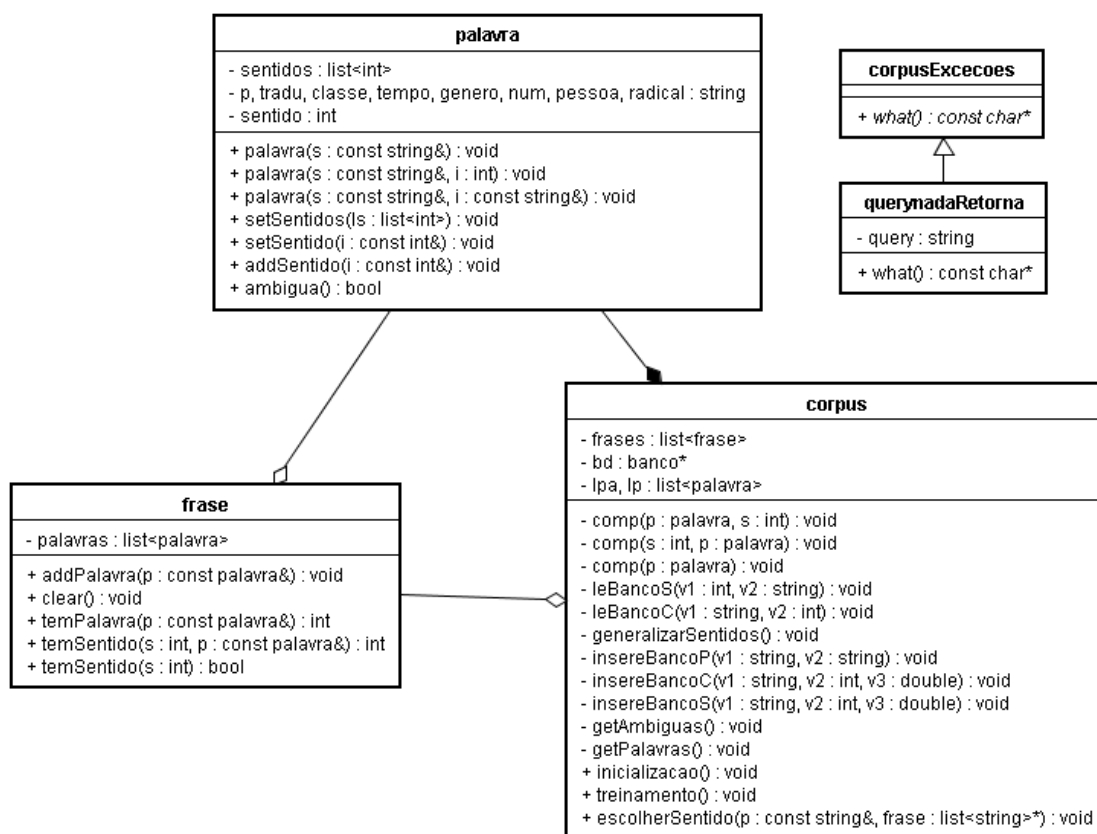 palavra
- sentidos : list<int>
- p, tradu, classe, tempo, genero, num, pessoa, radical : string
- sentido : int
+ palavra(s : const string&) : void
+ palavra(s : const string&, i : int) : void
+ palavra(s : const string&, i : const string&) : void
+ setSentidos(ls : list<int>) : void
+ setSentido(i : const int&) : void
+ addSentido(i : const int&) : void
+ ambigua() : bool
corpusExcecoes
+ what() : const char*
querynadaRetorna
- query : string
+ what() : const char*
frase
- palavras : list<palavra>
+ addPalavra(p : const palavra&) : void
+ clear() : void
+ temPalavra(p : const palavra&) : int
+ temSentido(s : int, p : const palavra&) : int
+ temSentido(s : int) : bool
corpus
- frases : list<frase>
- bd : banco*
- lpa, lp : list<palavra>
- comp(p : palavra, s : int) : void
- comp(s : int, p : palavra) : void
- comp(p : palavra) : void
- leBancoS(v1 : int, v2 : string) : void
- leBancoC(v1 : string, v2 : int) : void
- generalizarSentidos() : void
- insereBancoP(v1 : string, v2 : string) : void
- insereBancoC(v1 : string, v2 : int, v3 : double) : void
- insereBancoS(v1 : string, v2 : int, v3 : double) : void
- getAmbiguas() : void
- getPalavras() : void
+ inicializacao() : void
+ treinamento() : void
+ escolherSentido(p : const string&, frase : list<string>*) : void